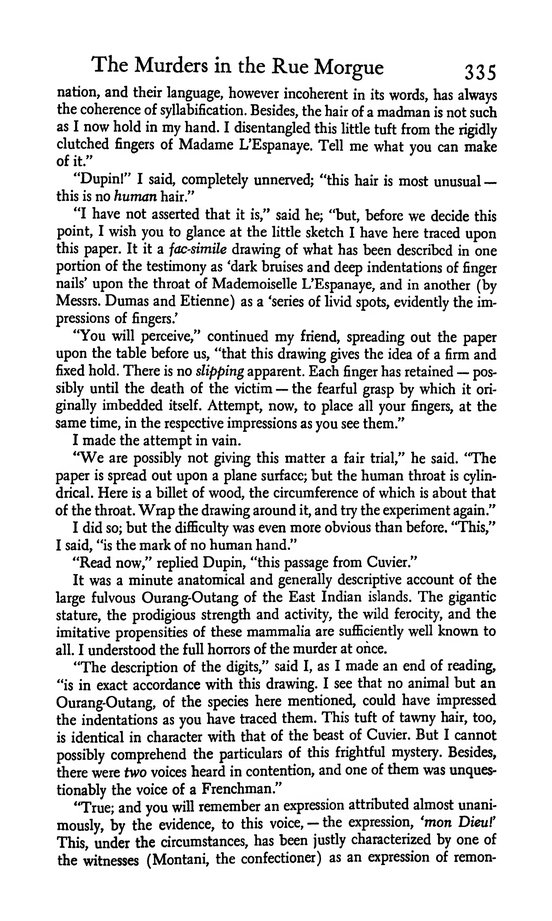 The Murders in the Rue Morgue 335
nation, and their language, however incoherent in its words, has always
the coherence of syllabification. Besides, the hair of a madman is not such
as I now hold in my hand. I disentangled this little tuft from the rigidly
clutched fingers of Madame L’Espanaye. Tell me what you can make
of it.”
“Dupin!” I said, completely unnerved; “this hair is most unusual —
this is no human hair.”
“I have not asserted that it is,” said he; “but, before we decide this
point, I wish you to glance at the little sketch I have here traced upon
this paper. It it a fac-simile drawing of what has been described in one
portion of the testimony as ‘dark bruises and deep indentations of finger
nails’ upon the throat of Mademoiselle L’Espanaye, and in another (by
Messrs. Dumas and Etienne) as a ‘series of livid spots, evidently the im-
pressions of fingers.’
“You will perceive,” continued my friend, spreading out the paper
upon the table before us, “that this drawing gives the idea of a firm and
fixed hold. There is no slipping apparent. Each finger has retained — pos-
sibly until the death of the victim — the fearful grasp by which it ori-
ginally imbedded itself. Attempt, now, to place all your fingers, at the
same time, in the respective impressions as you see them.”
I made the attempt in vain.
“We are possibly not giving this matter a fair trial,” he said. “The
paper is spread out upon a plane surface; but the human throat is cylin-
drical. Here is a billet of wood, the circumference of which is about that
of the throat. Wrap the drawing around it, and try the experiment again.”
I did so; but the difficulty was even more obvious than before. “This,”
I said, “is the mark of no human hand.”
“Read now,” replied Dupin, “this passage from Cuvier.”
It was a minute anatomical and generally descriptive account of the
large fulvous Ourang-Outang of the East Indian islands. The gigantic
stature, the prodigious strength and activity, the wild ferocity, and the
imitative propensities of these mammalia are sufficiently well known to
all. I understood the full horrors of the murder at once.
“The description of the digits,” said I, as I made an end of reading,
“is in exact accordance with this drawing. I see that no animal but an
Ourang-Outang, of the species here mentioned, could have impressed
the indentations as you have traced them. This tuft of tawny hair, too,
is identical in character with that of the beast of Cuvier. But I cannot
possibly comprehend the particulars of this frightful mystery. Besides,
there were two voices heard in contention, and one of them was unques-
tionably the voice of a Frenchman.”
“True; and you will remember an expression attributed almost unani-
mously, by the evidence, to this voice, — the expression, ‘mon Dieu!’
This, under the circumstances, has been justly characterized by one of
the witnesses (Montani, the confectioner) as an expression of remon-